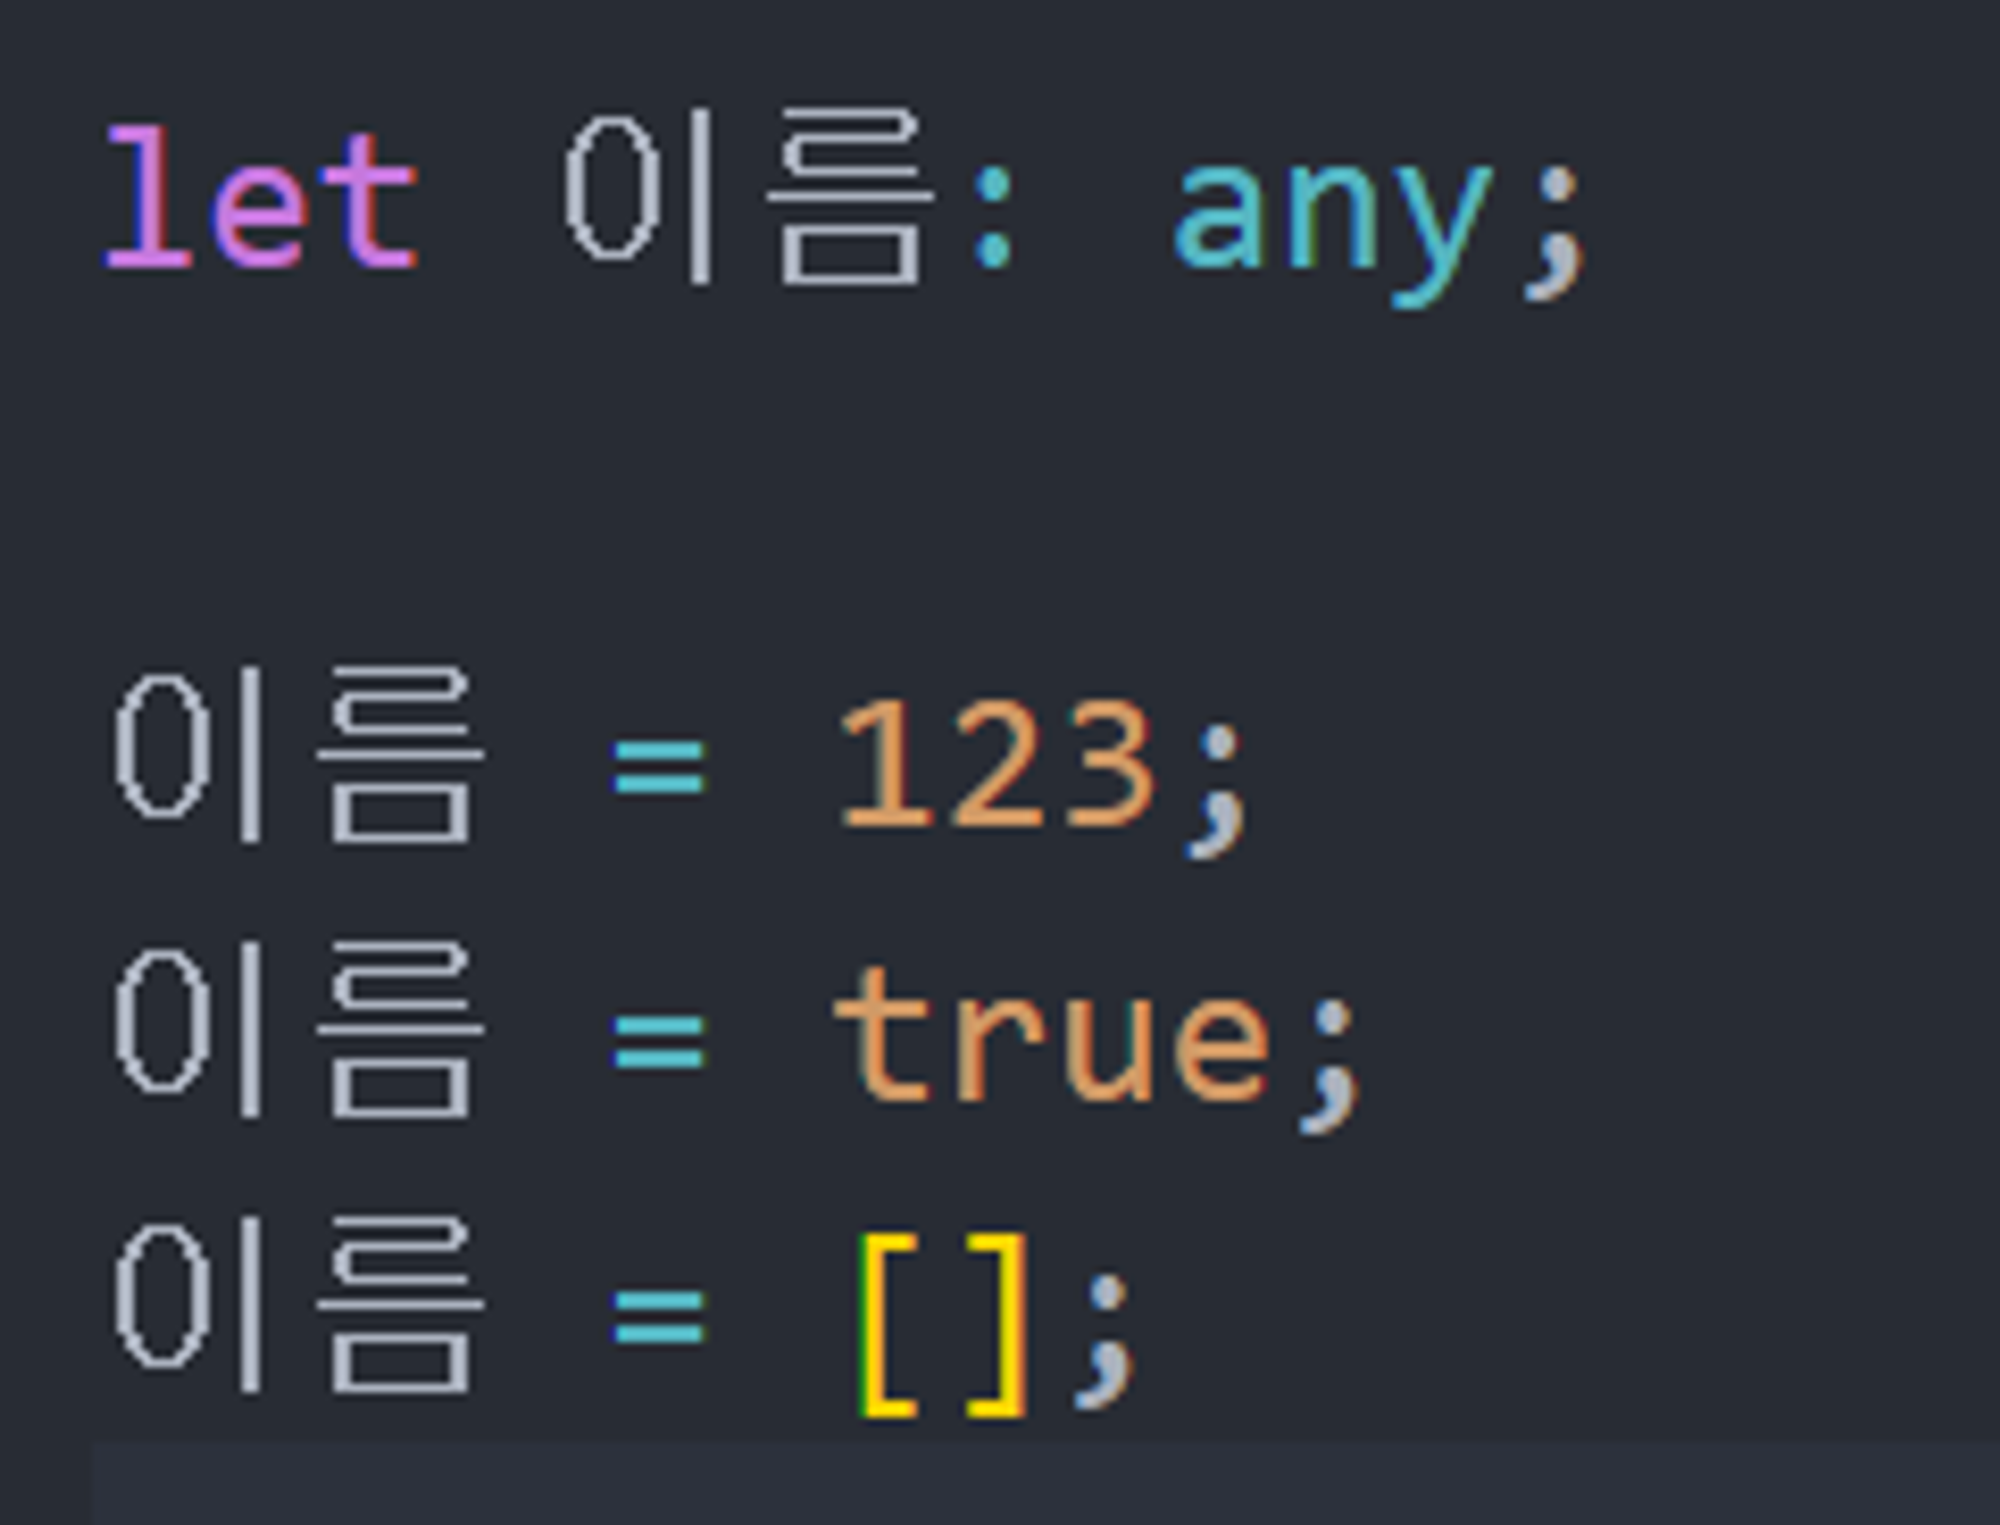 let 이름: any;
이름 = 123;
이름 = true;
이름 = [];